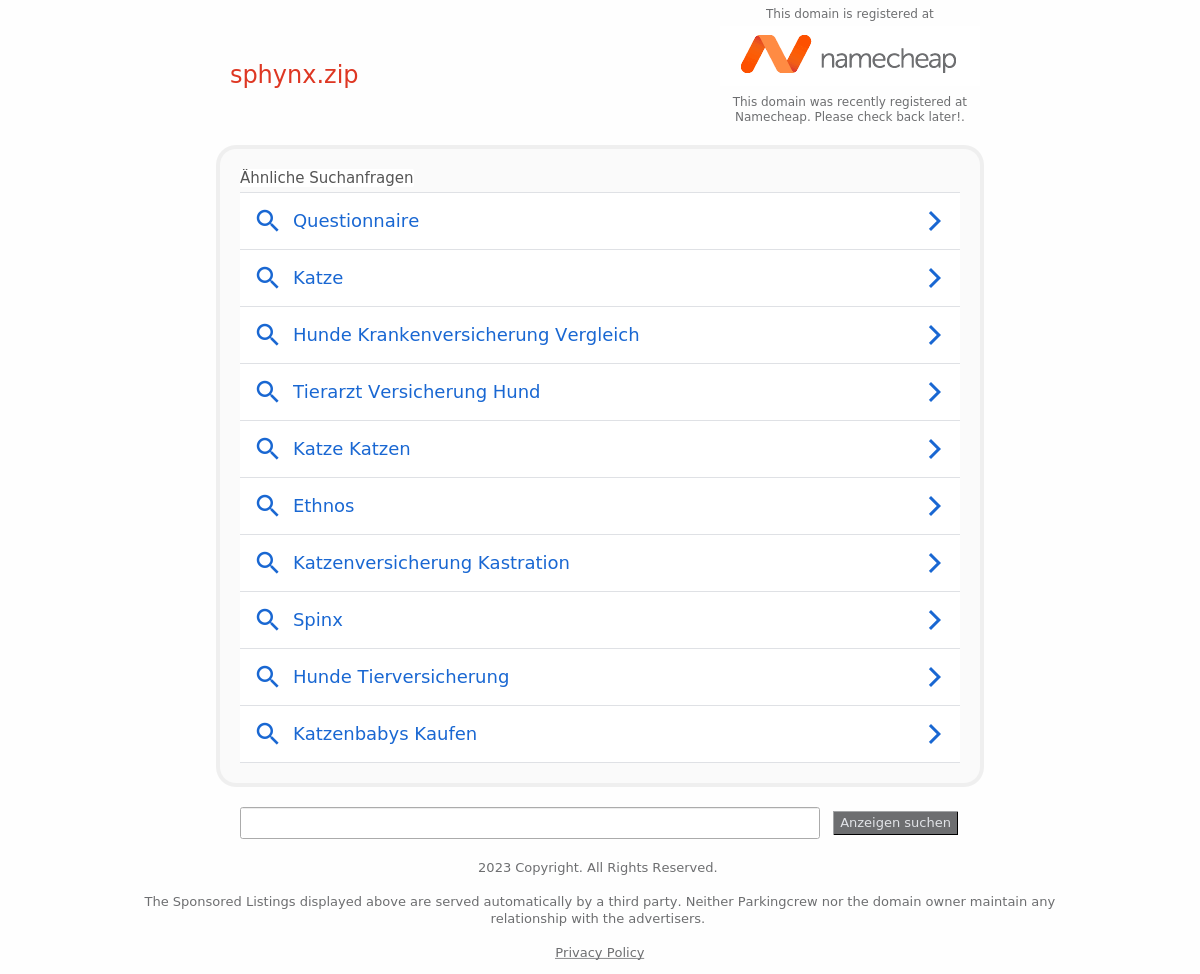 This domain is registered at
namecheap
sphynx.zip
This domain was recently registered at
Namecheap. Please check back later!.
Ähnliche Suchanfragen
Questionnaire
Katze
Hunde Krankenversicherung Vergleich
Tierarzt Versicherung Hund
Katze Katzen
Ethnos
Katzenversicherung Kastration
Spinx
Hunde Tierversicherung
Katzenbabys Kaufen
Anzeigen suchen
2023 Copyright. All Rights Reserved.
The Sponsored Listings displayed above are served automatically by a third party. Neither Parkingcrew nor the domain owner maintain any
relationship with the advertisers.
Privacy Policy